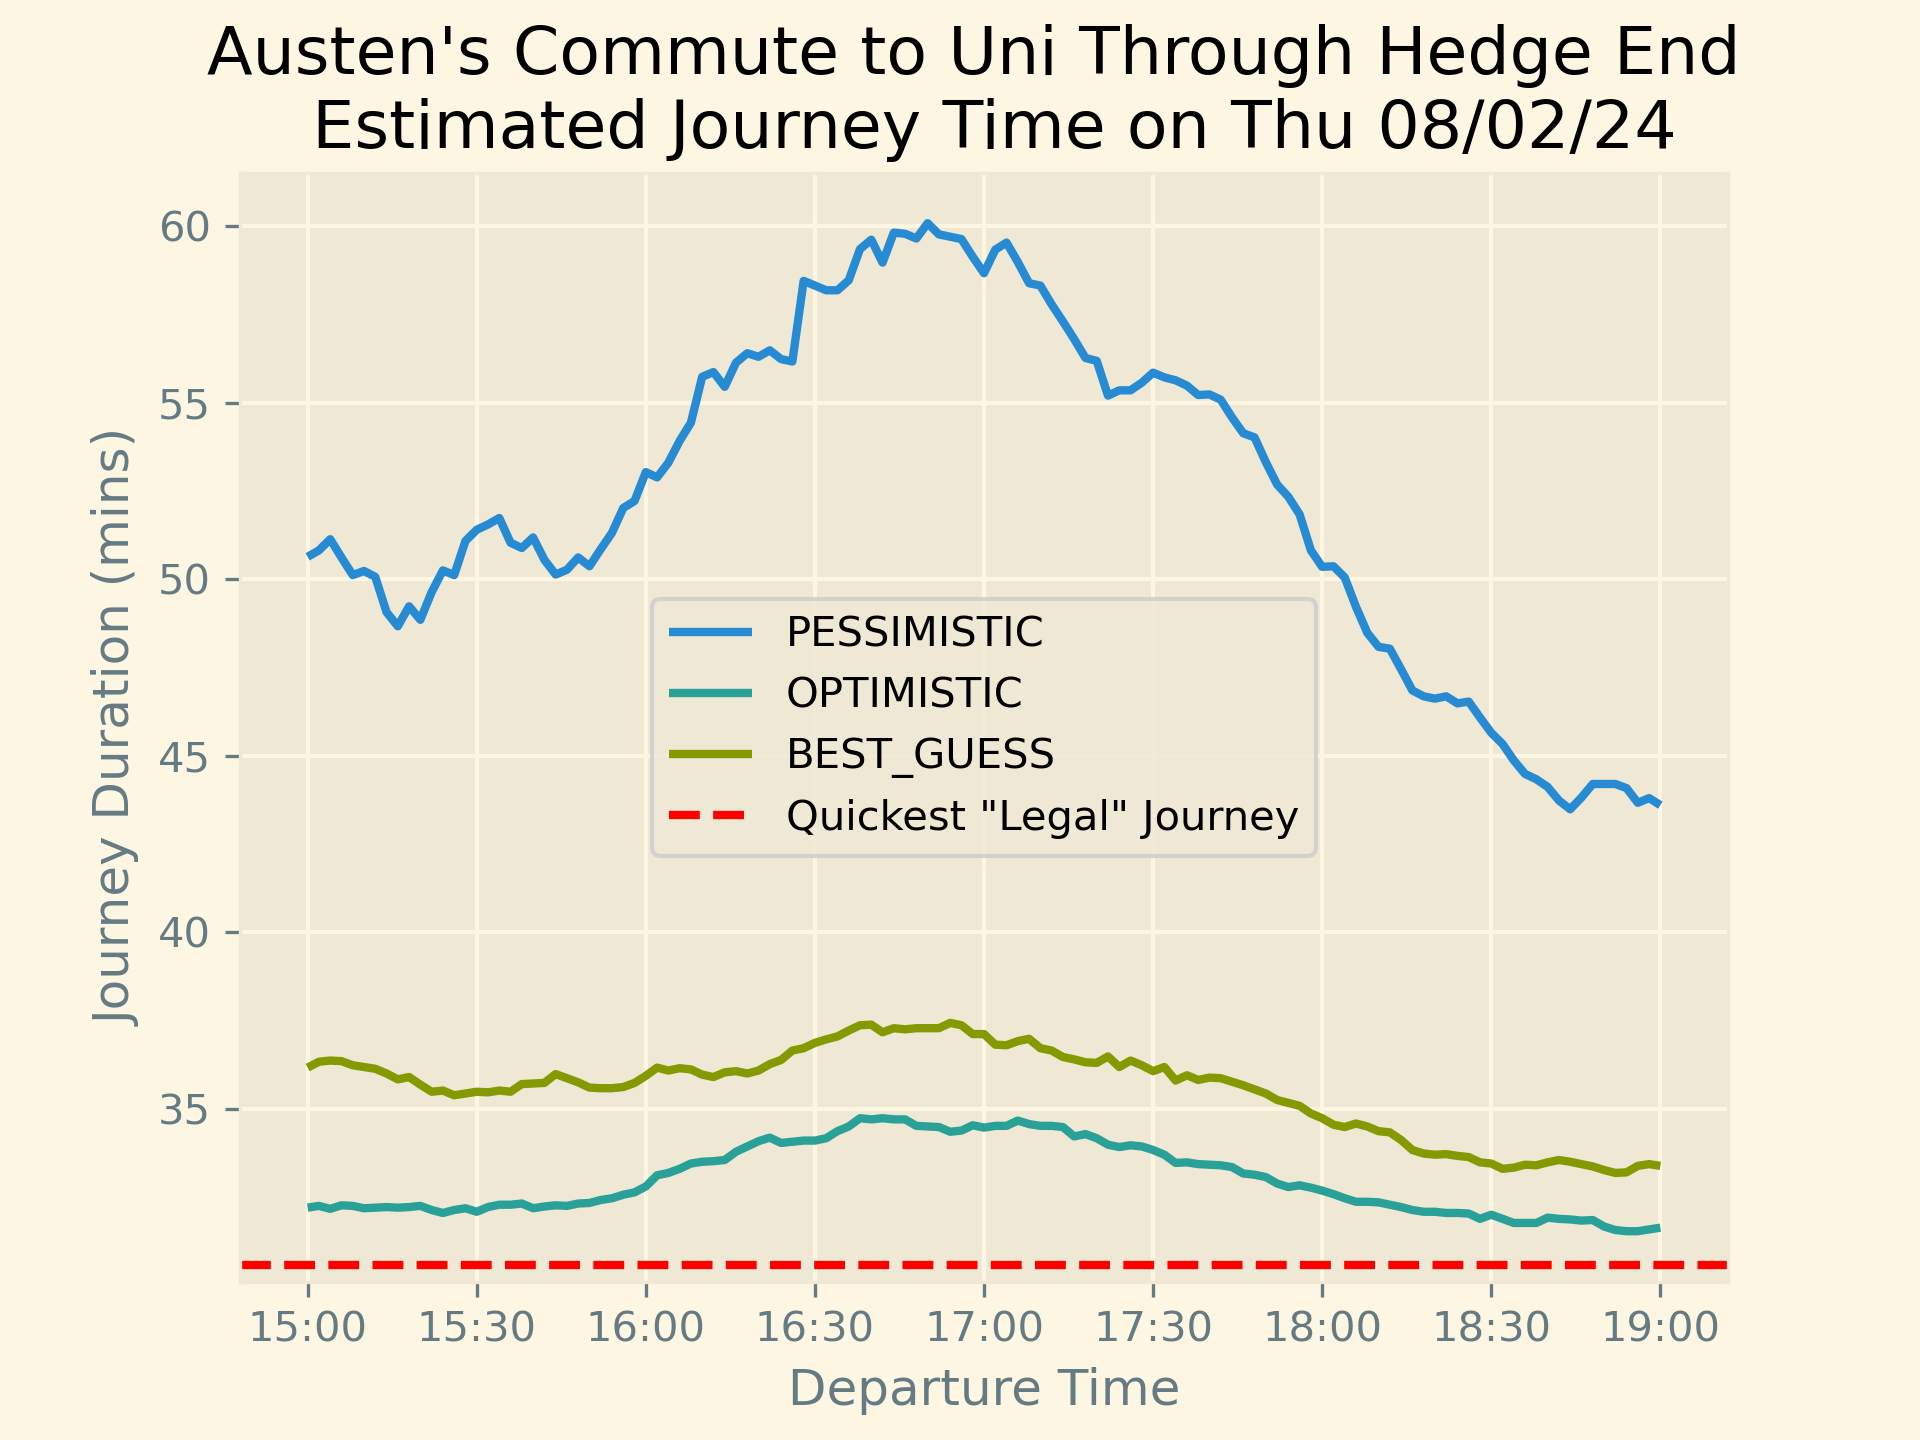 Austen's Commute to Uni Through Hedge End
Estimated Journey Time on Thu 08/02/24
Journey Duration (mins)
60
55
50
45
40
35
PESSIMISTIC
OPTIMISTIC
BEST_GUESS
Quickest "Legal" Journey
15:00 15:30 16:00 16:30 17:00 17:30 18:00 18:30 19:00
Departure Time